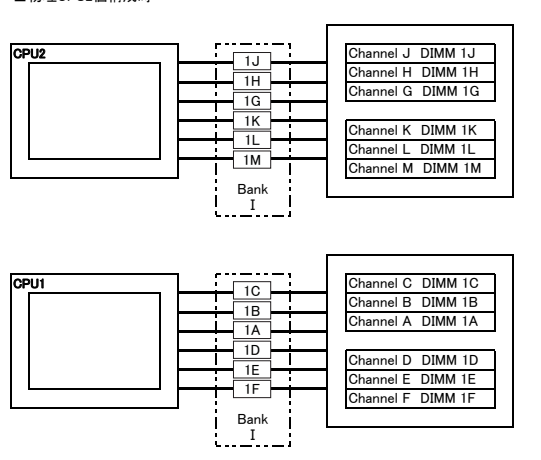 CPU2
1J
1H
1G
1K
1L
1M
Bank
I
Channel J DIMM 1J
Channel H DIMM 1H
Channel G DIMM 1G
Channel K DIMM 1K
Channel L DIMM 1L
Channel M DIMM 1M
CPU1
1C
1B
1A
1D
1E
1F
Bank
I
Channel C DIMM 1C
Channel B DIMM 1B
Channel A DIMM 1A
Channel D DIMM 1D
Channel E DIMM 1E
Channel F DIMM 1F